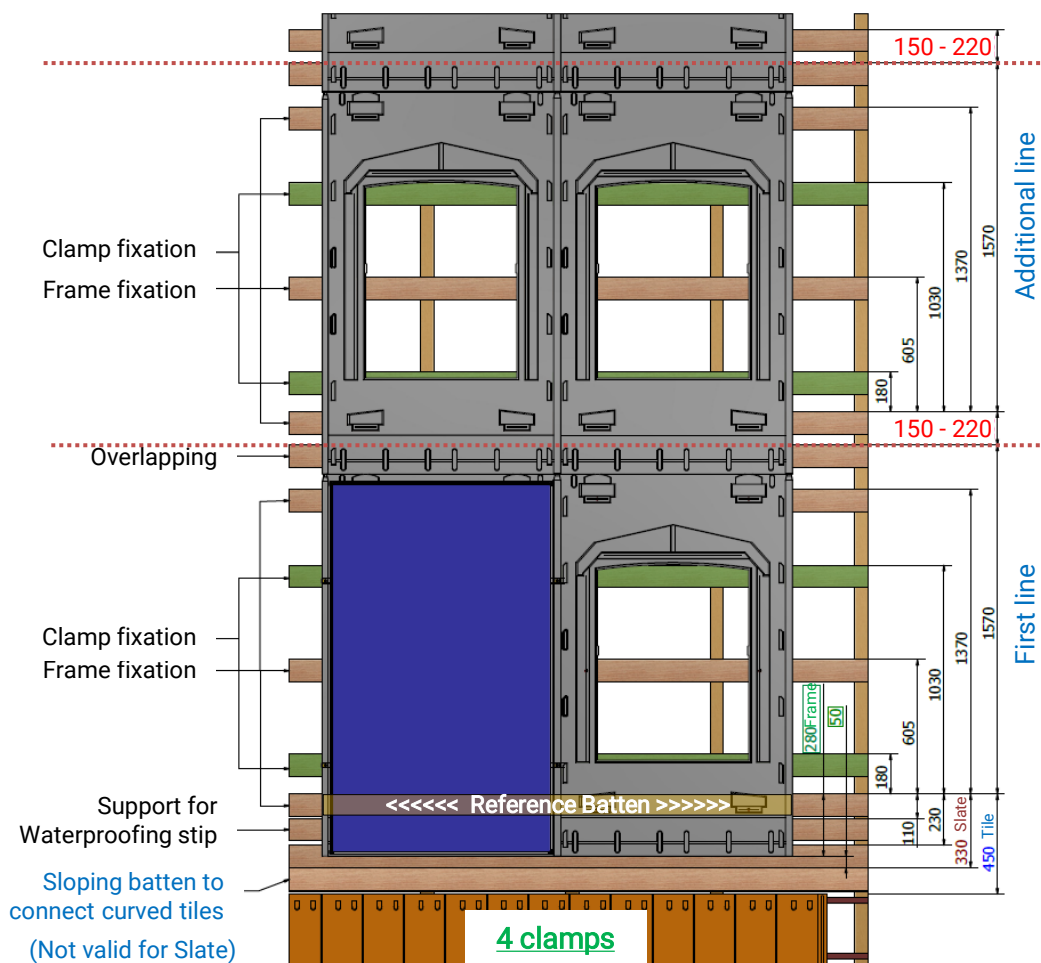 150 - 220
Additional line
1570
1370
1030
605
180
Clamp fixation
Frame fixation
150 - 220
Overlapping
First line
1570
1370
1030
605
180
Clamp fixation
Frame fixation
280Frame
50
<<<<<< Reference Batten >>>>>>
Support for
Waterproofing stip
110
230
330 Slate
450 Tile
Sloping batten to
connect curved tiles
(Not valid for Slate)
4 clamps